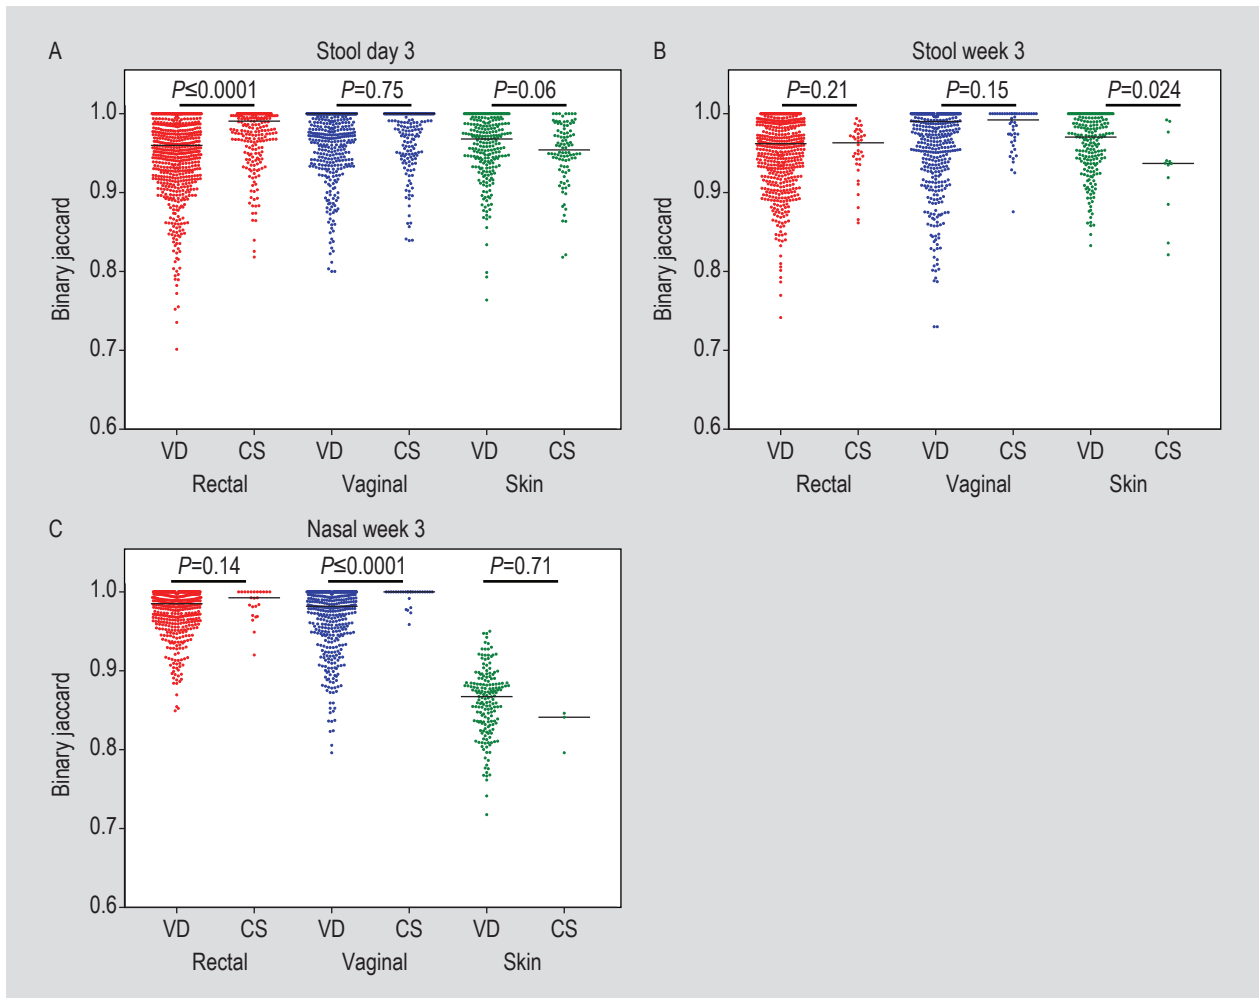 A
Stool day 3
P≤0.0001
P=0.75
P=0.06
1.0
0.9
0.8
0.7
0.6
Binary jaccard
VD CS VD CS VD CS
Rectal Vaginal Skin
B
Stool week 3
P=0.21
P=0.15
P=0.024
1.0
0.9
0.8
0.7
0.6
Binary jaccard
VD CS VD CS VD CS
Rectal Vaginal Skin
C
Nasal week 3
P=0.14
P≤0.0001
P=0.71
1.0
0.9
0.8
0.7
0.6
Binary jaccard
VD CS VD CS VD CS
Rectal Vaginal Skin